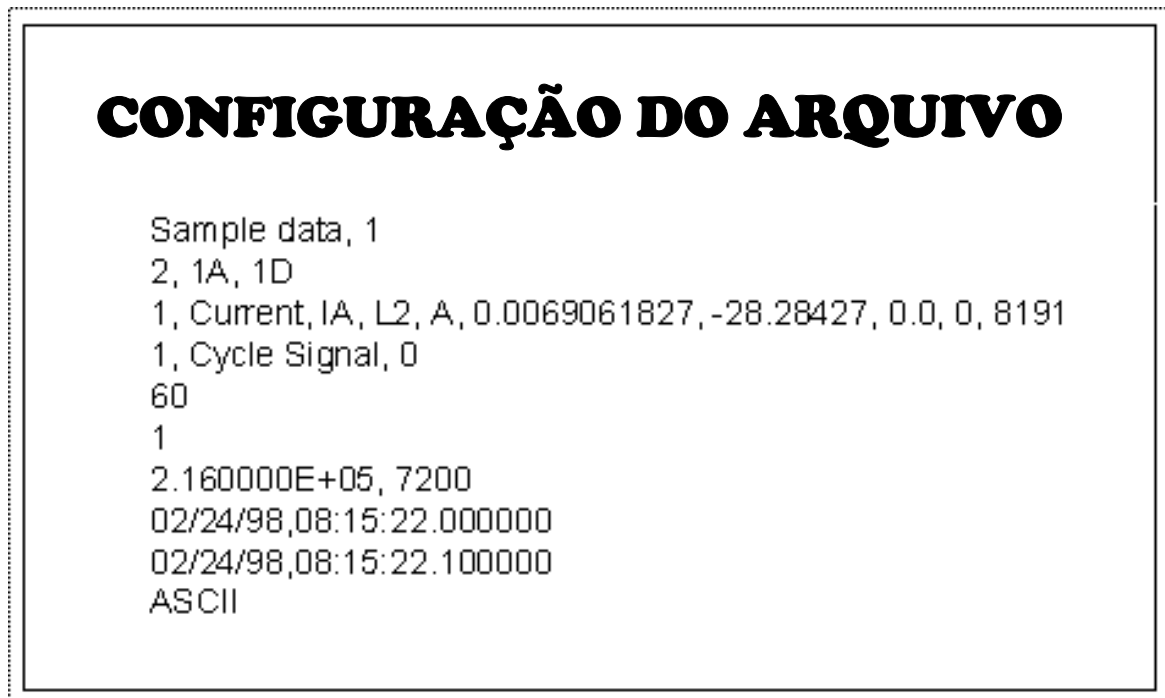 CONFIGURAÇÃO DO ARQUIVO
Sample data, 1
2, 1A, 1D
1, Current, IA, L2, A, 0.0069061827, -28.28427, 0.0, 0, 8191
1, Cycle Signal, 0
60
1
2.160000E+05, 7200
02/24/98,08:15:22.000000
02/24/98,08:15:22.100000
ASCII